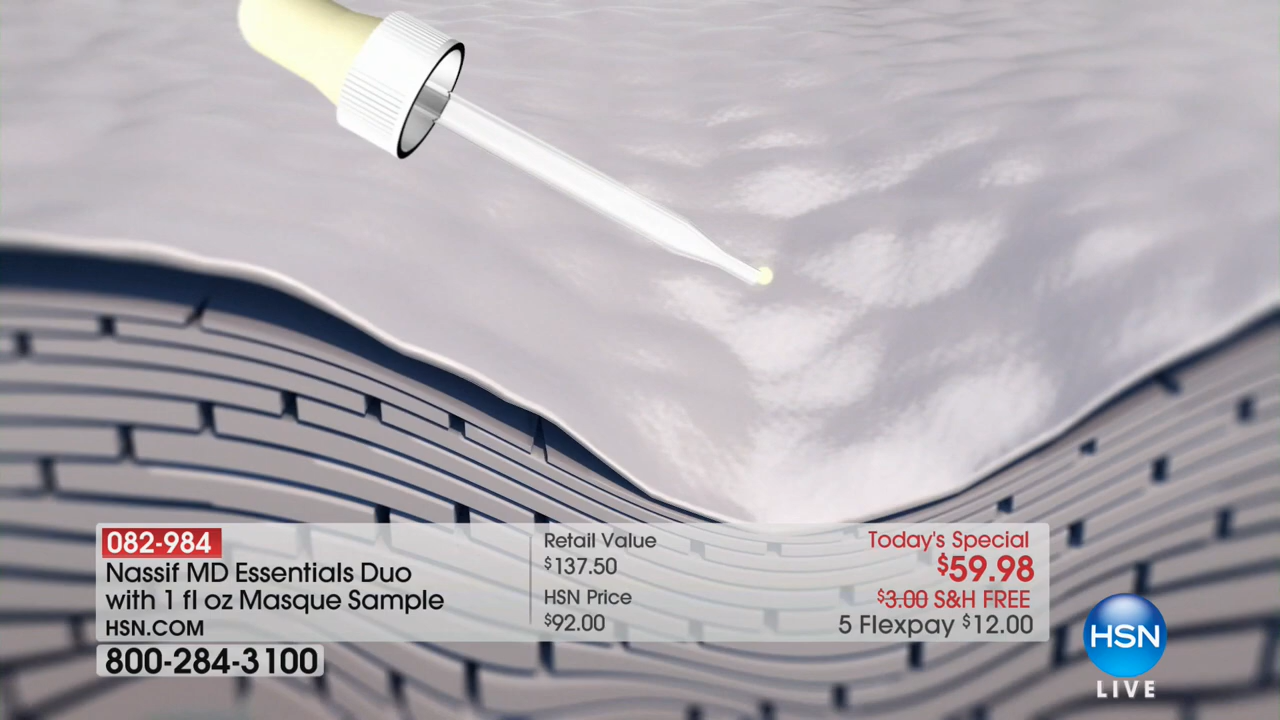 082-984
Nassif MD Essentials Duo
with 1 fl oz Masque Sample
HSN.COM
800-284-3100
Retail Value
$137.50
HSN Price
$92.00
Today's Special
$59.98
$3.00 S&H FREE
5 Flexpay $12.00
HSN
LIVE